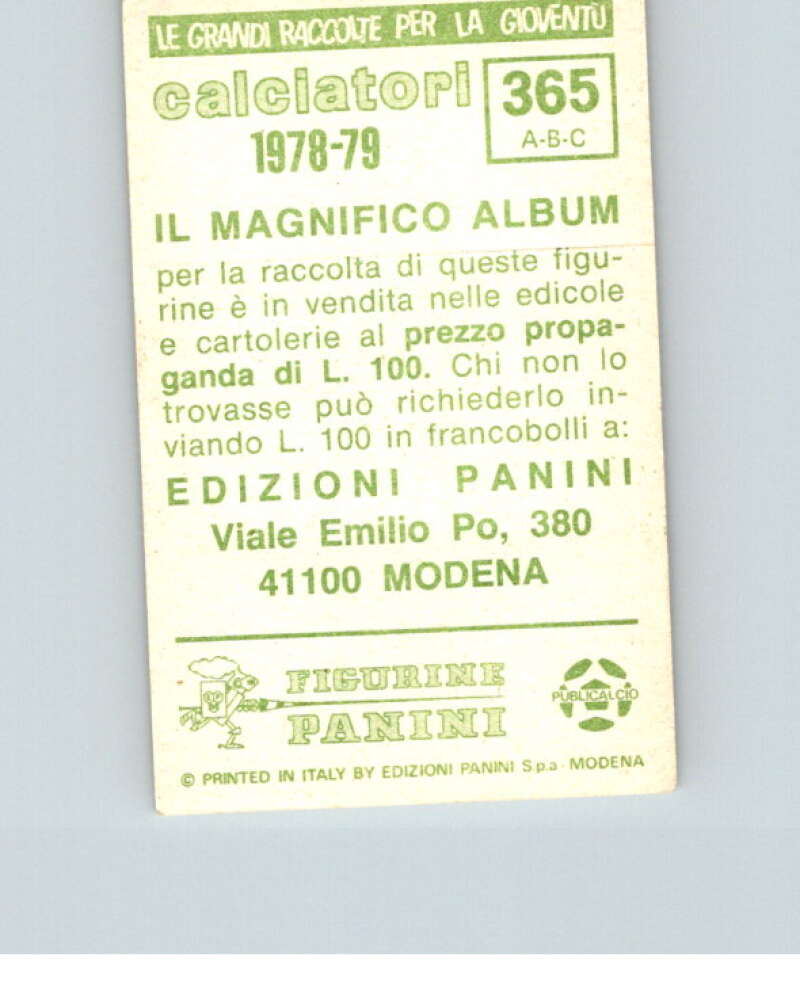 LE GRANDI RACCOLTE PER LA GIOVENTÙ
calciatori
1978-79
365
A-B-C
IL MAGNIFICO ALBUM
per la raccolta di queste figu-
rine è in vendita nelle edicole
e cartolerie al prezzo propa-
ganda di L. 100. Chi non lo
trovasse può richiederlo in-
viando L. 100 in francobolli a:
EDIZIONI PANINI
Viale Emilio Po, 380
41100 MODENA
FIGURINE
PANINI
PUBLICALCIO
© PRINTED IN ITALY BY EDIZIONI PANINI S.p.a - MODENA